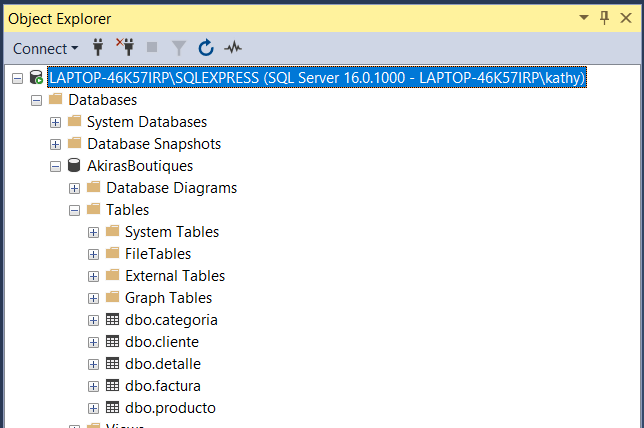 Object Explorer
Connect
LAPTOP-46K57IRP\SQLEXPRESS (SQL Server 16.0.1000 - LAPTOP-46K57IRP\kathy)
Databases
System Databases
Database Snapshots
AkirasBoutiques
Database Diagrams
Tables
System Tables
FileTables
External Tables
Graph Tables
dbo.categoria
dbo.cliente
dbo.detalle
dbo.factura
dbo.producto
Views